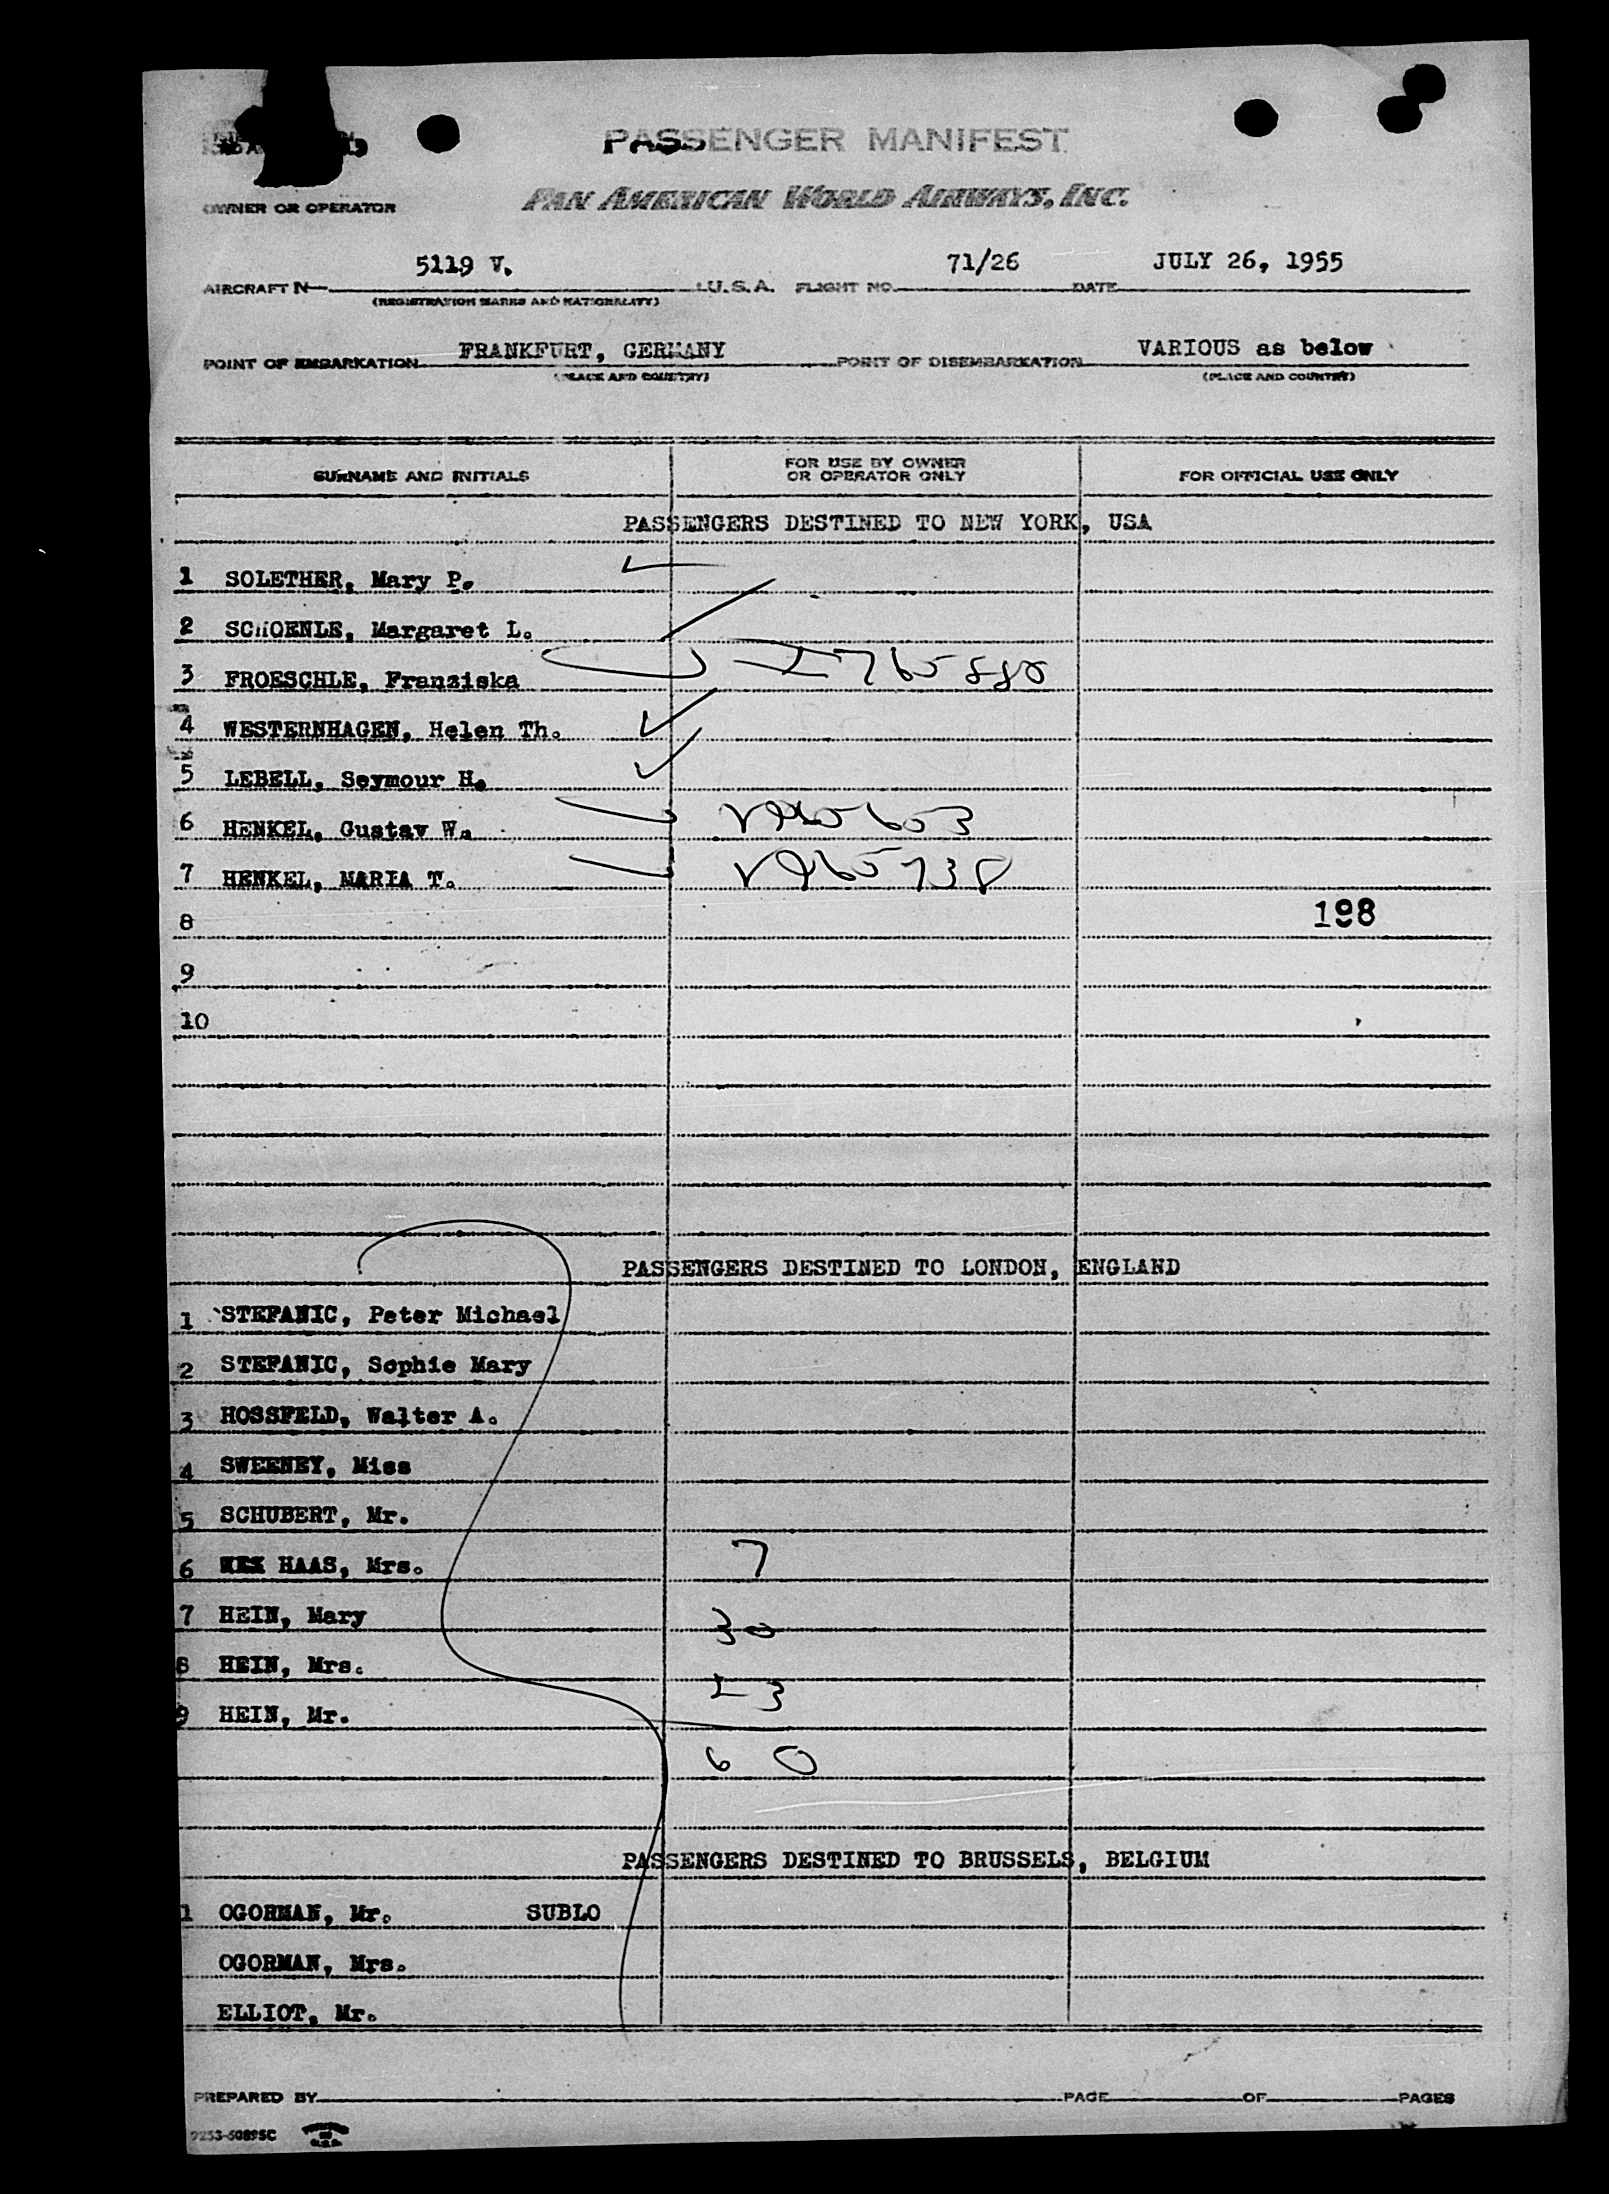 PASSENGER MANIFEST
OWNER OR OPERATOR PAN AMERICAN WORLD AIRWAYS, INC.
5119 V. 71/26 JULY 26, 1955
AIRCRAFT N U.S.A. FLIGHT NO. DATE
(REGISTRATION MARKS AND NATIONALITY)
FRANKFURT, GERMANY VARIOUS as below
POINT OF EMBARKATION POINT OF DISEMBARKATION
(PLACE AND COUNTRY) (PLACE AND COUNTRY)
SURNAME AND INITIALS FOR USE BY OWNER OR OPERATOR ONLY FOR OFFICIAL USE ONLY
PASSENGERS DESTINED TO NEW YORK, USA
1 SOLETHER, Mary P.
2 SCHOENLE, Margaret L.
3 FROESCHLE, Franziska
4 WESTERNHAGEN, Helen Th.
5 LEBELL, Seymour H.
6 HENKEL, Gustav W.
7 HENKEL, MARIA T.
8 198
9
10
PASSENGERS DESTINED TO LONDON, ENGLAND
1 STEFANIC, Peter Michael
2 STEFANIC, Sophie Mary
3 HOSSFELD, Walter A.
4 SWEENEY, Miss
5 SCHUBERT, Mr.
6 HAAS, Mrs. 7
7 HEIN, Mary 30
8 HEIN, Mrs. 23
9 HEIN, Mr.
60
PASSENGERS DESTINED TO BRUSSELS, BELGIUM
1 OGORMAN, Mr. SUBLO
OGORMAN, Mrs.
ELLIOT, Mr.
PREPARED BY PAGE OF PAGES